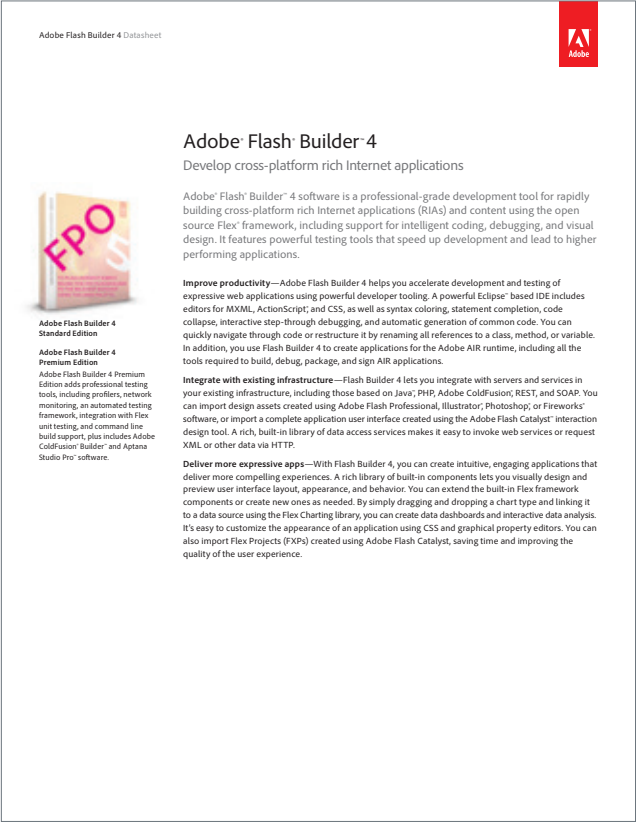 Adobe Flash Builder 4 Datasheet
Adobe
Adobe® Flash® Builder™ 4
Develop cross-platform rich Internet applications
Adobe® Flash® Builder™ 4 software is a professional-grade development tool for rapidly
building cross-platform rich Internet applications (RIAs) and content using the open
source Flex® framework, including support for intelligent coding, debugging, and visual
design. It features powerful testing tools that speed up development and lead to higher
performing applications.
FPO
5
Adobe Flash Builder 4
Standard Edition
Adobe Flash Builder 4
Premium Edition
Adobe Flash Builder 4 Premium
Edition adds professional testing
tools, including profilers, network
monitoring, an automated testing
framework, integration with Flex
unit testing, and command line
build support, plus includes Adobe
ColdFusion® Builder™ and Aptana
Studio Pro™ software.
Improve productivity—Adobe Flash Builder 4 helps you accelerate development and testing of
expressive web applications using powerful developer tooling. A powerful Eclipse™ based IDE includes
editors for MXML, ActionScript®, and CSS, as well as syntax coloring, statement completion, code
collapse, interactive step-through debugging, and automatic generation of common code. You can
quickly navigate through code or restructure it by renaming all references to a class, method, or variable.
In addition, you use Flash Builder 4 to create applications for the Adobe AIR runtime, including all the
tools required to build, debug, package, and sign AIR applications.
Integrate with existing infrastructure—Flash Builder 4 lets you integrate with servers and services in
your existing infrastructure, including those based on Java™, PHP, Adobe ColdFusion®, REST, and SOAP. You
can import design assets created using Adobe Flash Professional, Illustrator®, Photoshop®, or Fireworks®
software, or import a complete application user interface created using the Adobe Flash Catalyst™ interaction
design tool. A rich, built-in library of data access services makes it easy to invoke web services or request
XML or other data via HTTP.
Deliver more expressive apps—With Flash Builder 4, you can create intuitive, engaging applications that
deliver more compelling experiences. A rich library of built-in components lets you visually design and
preview user interface layout, appearance, and behavior. You can extend the built-in Flex framework
components or create new ones as needed. By simply dragging and dropping a chart type and linking it
to a data source using the Flex Charting library, you can create data dashboards and interactive data analysis.
It's easy to customize the appearance of an application using CSS and graphical property editors. You can
also import Flex Projects (FXPs) created using Adobe Flash Catalyst, saving time and improving the
quality of the user experience.